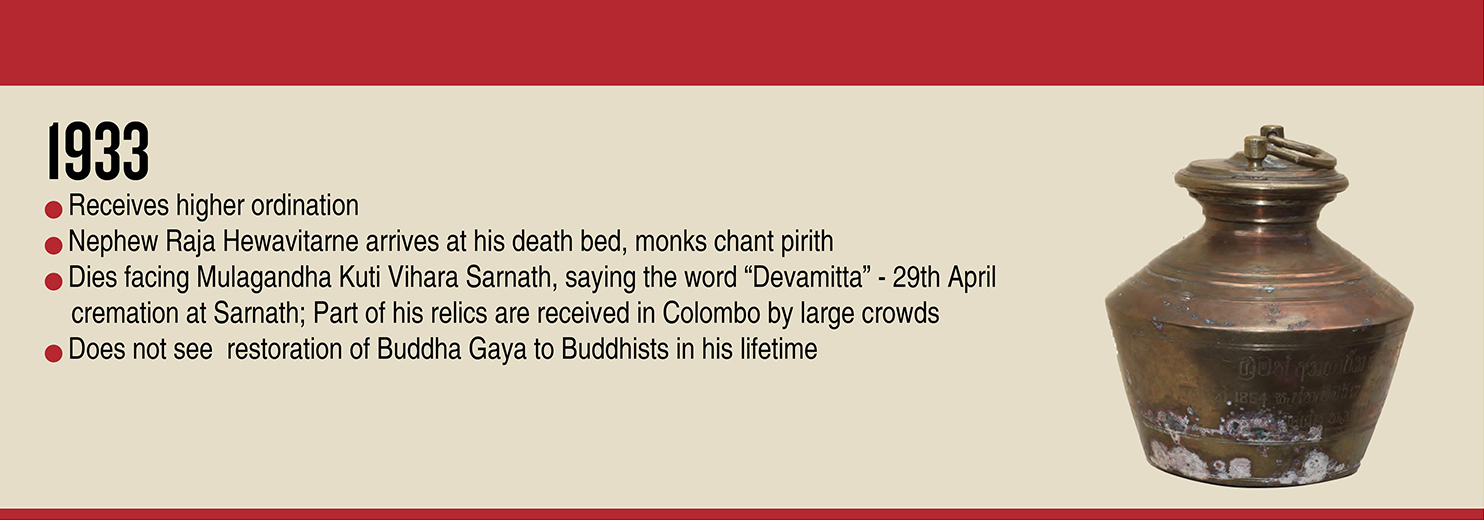 1933
Receives higher ordination
Nephew Raja Hewavitarne arrives at his death bed, monks chant pirith
Dies facing Mulagandha Kuti Vihara Sarnath, saying the word “Devamitta” - 29th April
cremation at Sarnath; Part of his relics are received in Colombo by large crowds
Does not see restoration of Buddha Gaya to Buddhists in his lifetime
1864